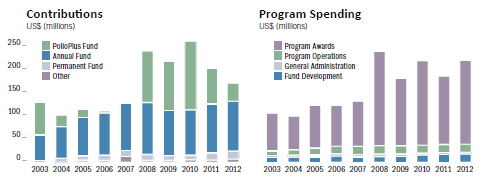 Contributions
US$ (millions)
250
200
150
100
50
0
PolioPlus Fund
Annual Fund
Permanent Fund
Other
2003 2004 2005 2006 2007 2008 2009 2010 2011 2012
Program Spending
US$ (millions)
Program Awards
Program Operations
General Administration
Fund Development
2003 2004 2005 2006 2007 2008 2009 2010 2011 2012